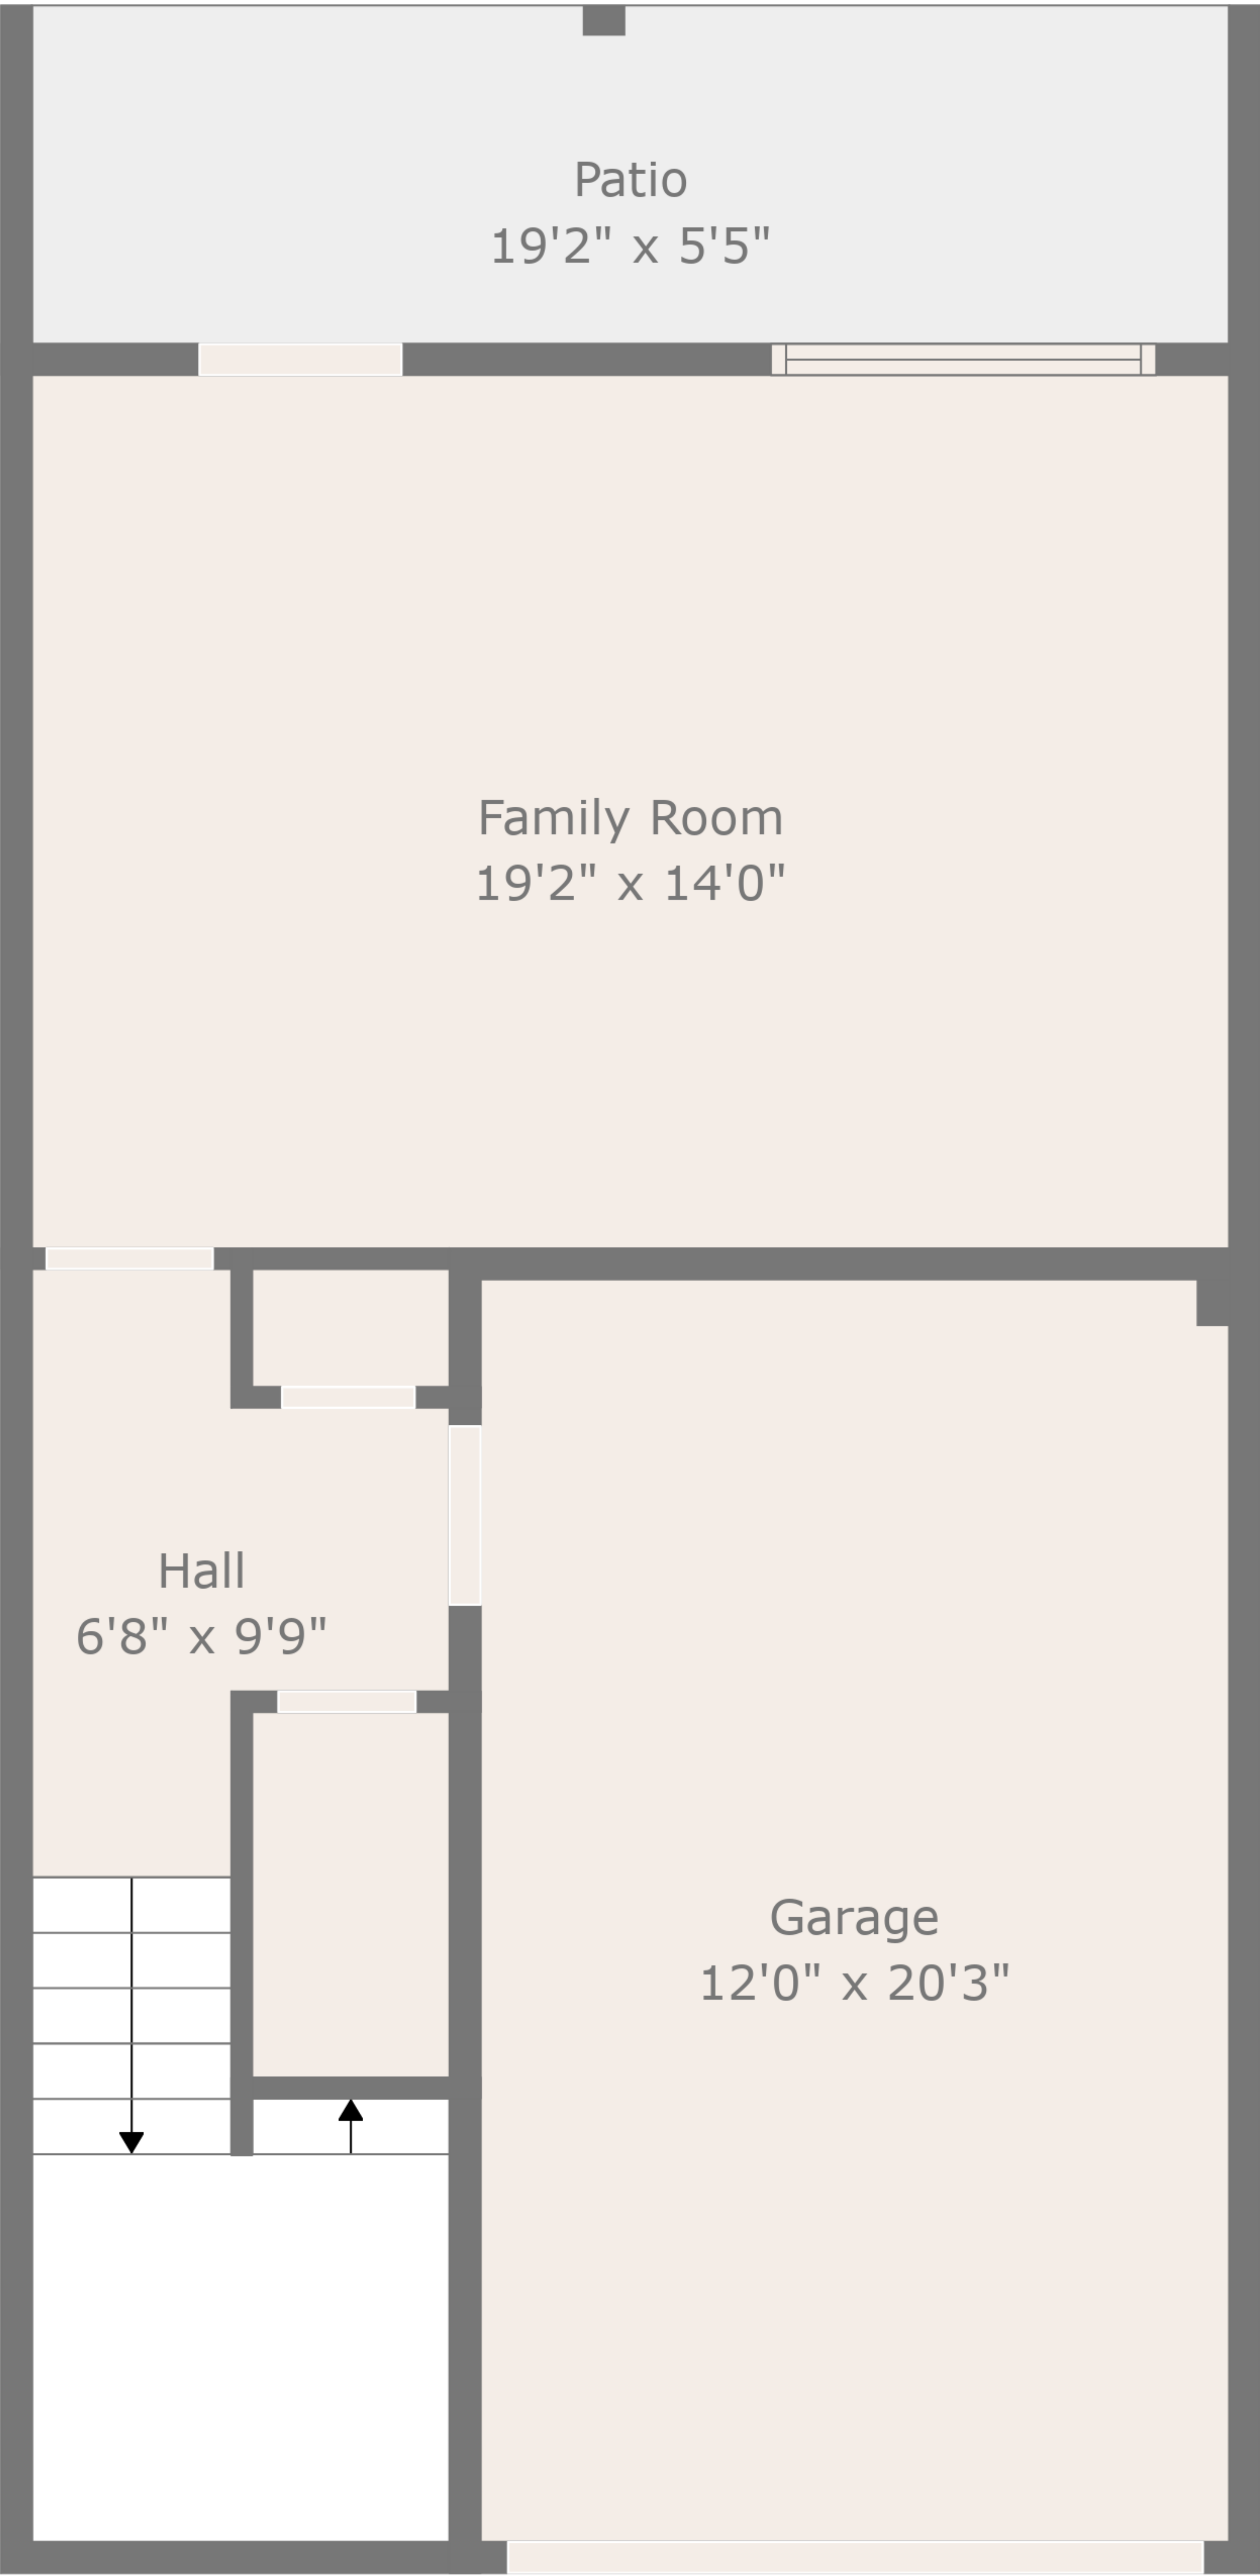 Patio
19'2" x 5'5"
Family Room
19'2" x 14'0"
Hall
6'8" x 9'9"
Garage
12'0" x 20'3"